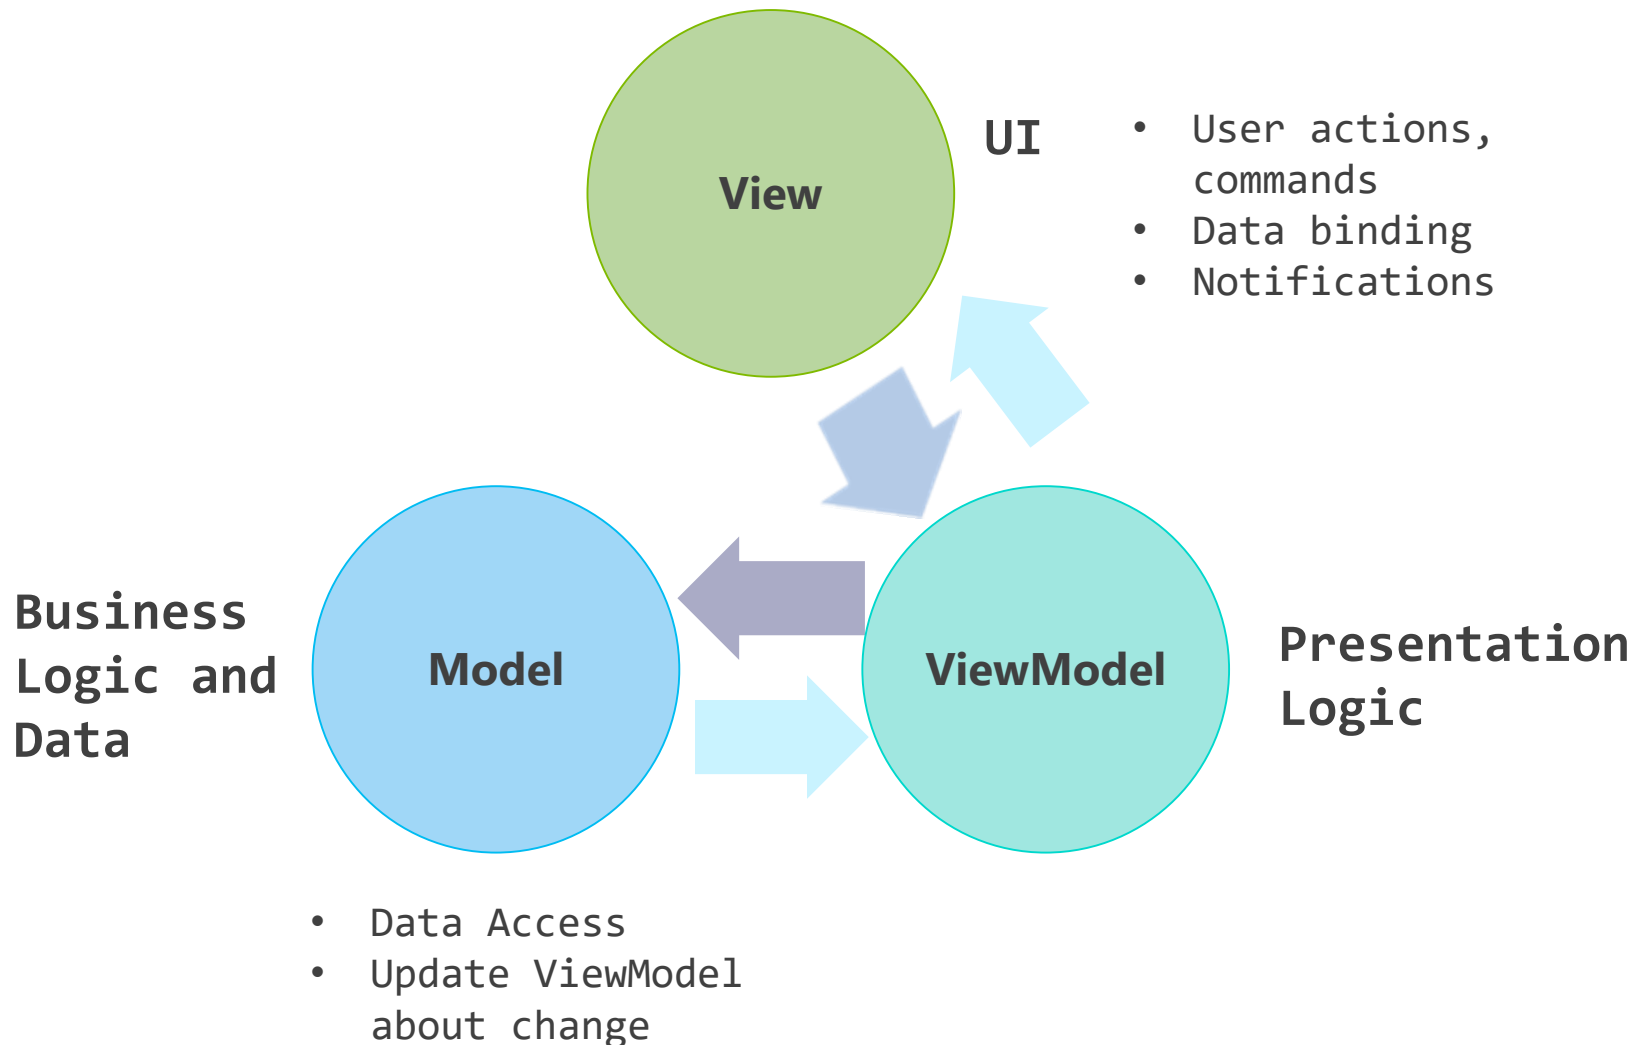 View
UI
• User actions,
commands
• Data binding
• Notifications
Business
Logic and
Data
Model
ViewModel
Presentation
Logic
• Data Access
• Update ViewModel
about change